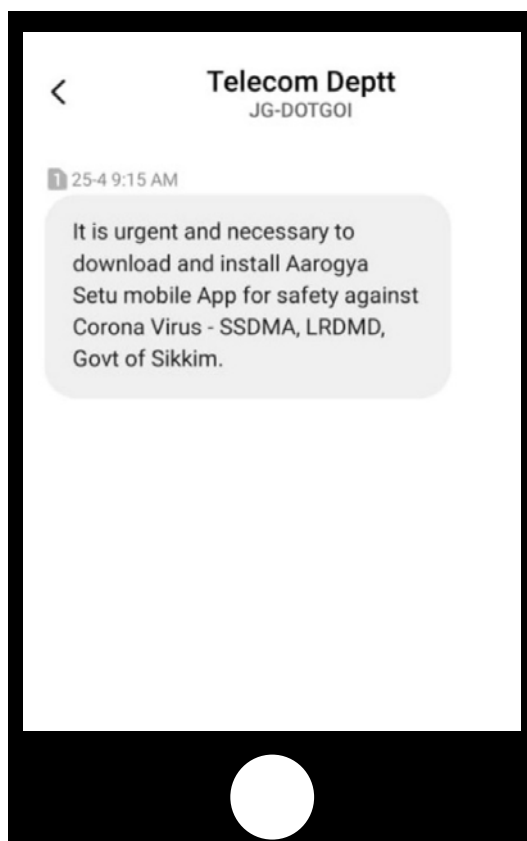 Telecom Deptt
JG-DOTGOI
1 25-4 9:15 AM
It is urgent and necessary to
download and install Aarogya
Setu mobile App for safety against
Corona Virus - SSDMA, LRDMD,
Govt of Sikkim.